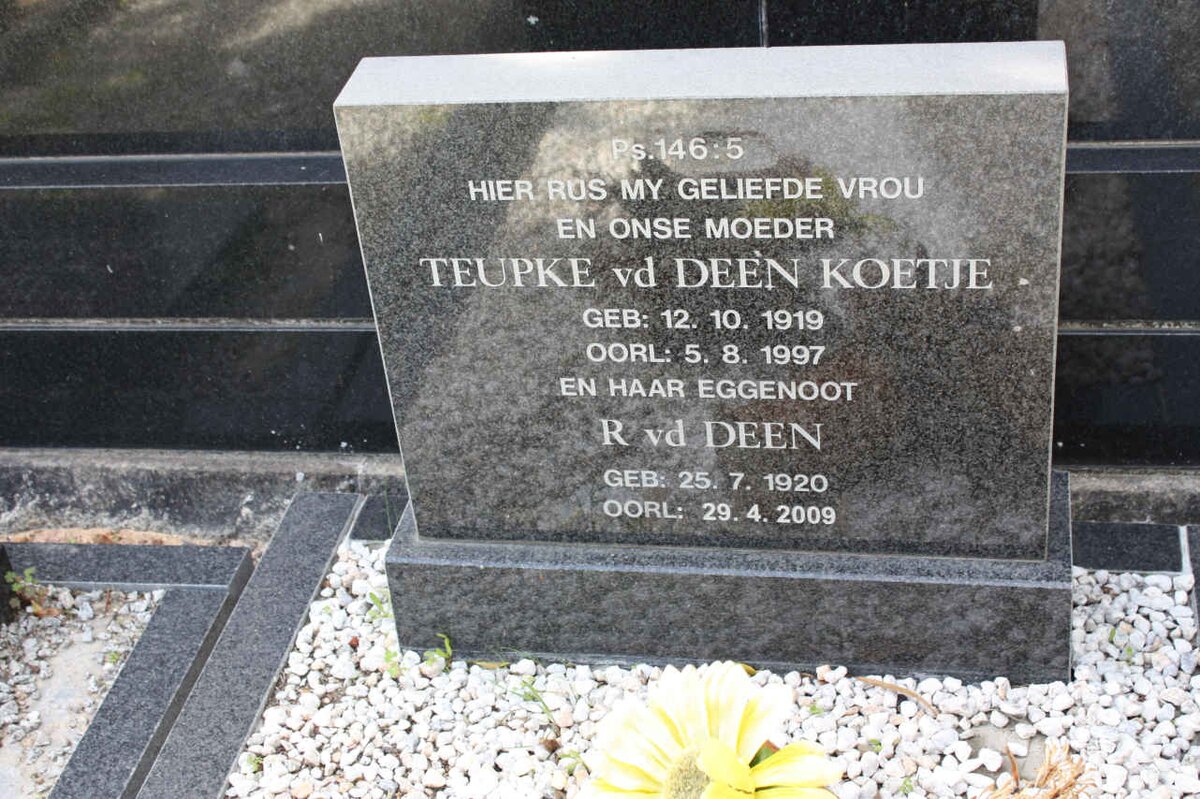 Ps.146:5
HIER RUS MY GELIEFDE VROU
EN ONSE MOEDER
TEUPKE vd DEEN KOETJE
GEB: 12. 10. 1919
OORL: 5. 8. 1997
EN HAAR EGGENOOT
R vd DEEN
GEB: 25. 7. 1920
OORL: 29. 4. 2009